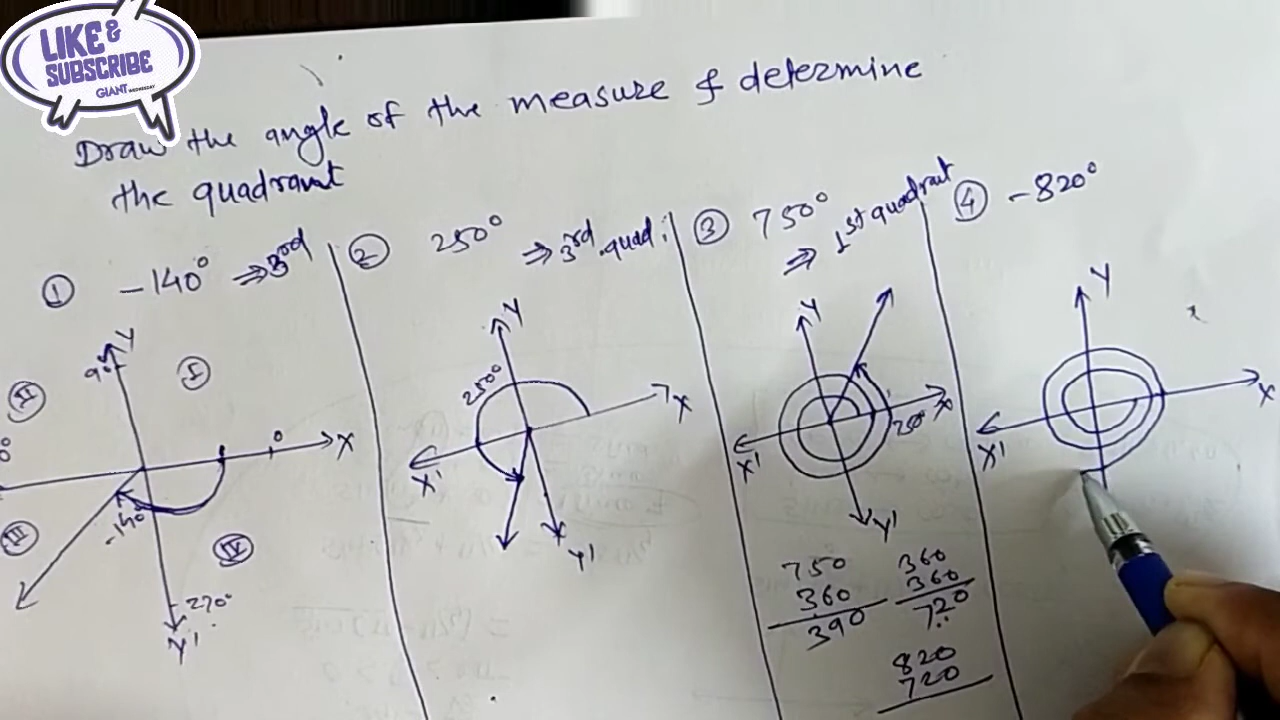 LIKE &
SUBSCRIBE
GIANT WEDNESDAY
Draw the angle of the measure & determine
the quadrant
① -140° ⇒ 3rd
② 250° ⇒ 3rd quad;
③ 750°
⇒ 1st quadrant
④ -820°
Y
90°
I
II
0
X
III
-140°
IV
270°
Y'
Y
250°
X
X'
Y'
Y
X
X'
Y'
750
360
390
360
360
720
820
720
Y
X
X'